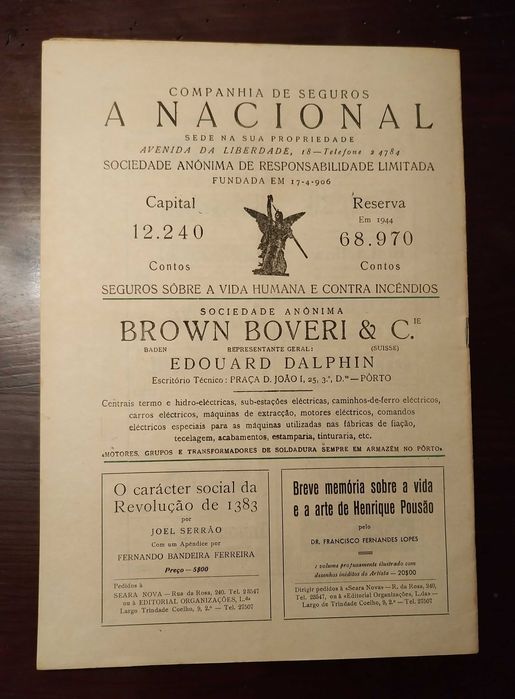 COMPANHIA DE SEGUROS
A NACIONAL
SEDE NA SUA PROPRIEDADE
AVENIDA DA LIBERDADE, 18—Telefone 24784
SOCIEDADE ANÔNIMA DE RESPONSABILIDADE LIMITADA
FUNDADA EM 17-4-906
Capital
12.240
Contos
Reserva
Em 1944
68.970
Contos
SEGUROS SÔBRE A VIDA HUMANA E CONTRA INCÊNDIOS
SOCIEDADE ANÔNIMA
BROWN BOVERI & C.IE
BADEN REPRESENTANTE GERAL: (SUISSE)
EDOUARD DALPHIN
Escritório Técnico: PRAÇA D. JOÃO I, 25, 3.º, D.to—PÔRTO
Centrais termo e hidro-eléctricas, sub-estações eléctricas, caminhos-de-ferro eléctricos,
carros eléctricos, máquinas de extracção, motores eléctricos, comandos
eléctricos especiais para as máquinas utilizadas nas fábricas de fiação,
tecelagem, acabamentos, estamparia, tinturaria, etc.
«MOTORES, GRUPOS E TRANSFORMADORES DE SOLDADURA SEMPRE EM ARMAZÉM NO PÔRTO»
O carácter social da
Revolução de 1383
por
JOEL SERRÃO
Com um Apêndice por
FERNANDO BANDEIRA FERREIRA
Preço — 5$00
Pedidos à
SEARA NOVA — Rua da Rosa, 240, Tel. 23547
ou à EDITORIAL ORGANIZAÇÕES, L.da
Largo de Trindade Coelho, 9, 2.º — Tel. 27507
Breve memória sobre a vida
e a arte de Henrique Pousão
pelo
DR. FRANCISCO FERNANDES LOPES
1 volume profusamente ilustrado com
desenhos inéditos do Artista — 20$00
Dirigir pedidos à «Seara Nova» — R. da Rosa, 240,
Tel. 23547, ou à «Editorial Organizações, L.da» —
Largo de Trindade Coelho, 9, 2.º — Tel. 27507